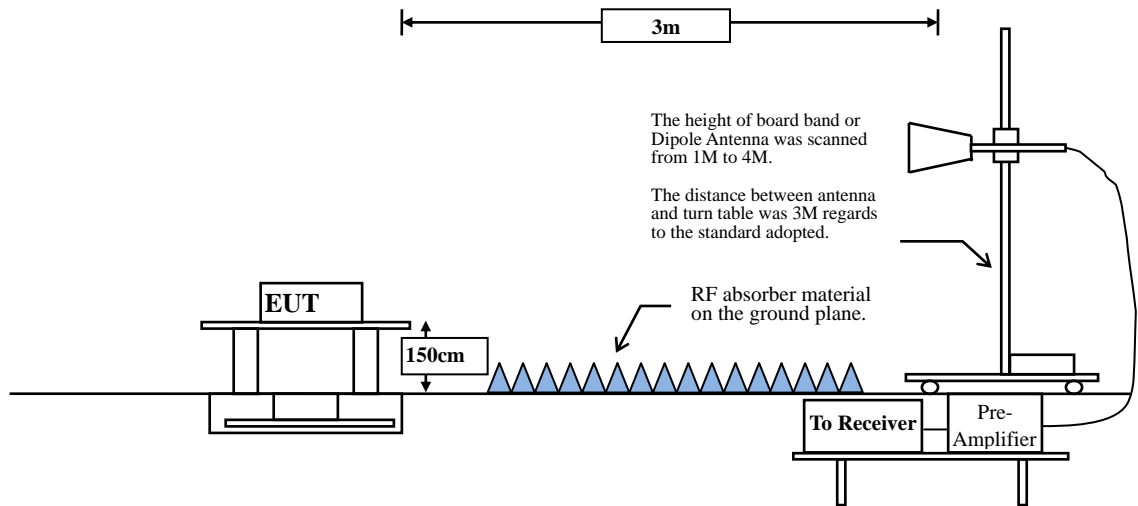 3m
The height of board band or
Dipole Antenna was scanned
from 1M to 4M.
The distance between antenna
and turn table was 3M regards
to the standard adopted.
RF absorber material
on the ground plane.
EUT
150cm
To Receiver
Pre-
Amplifier